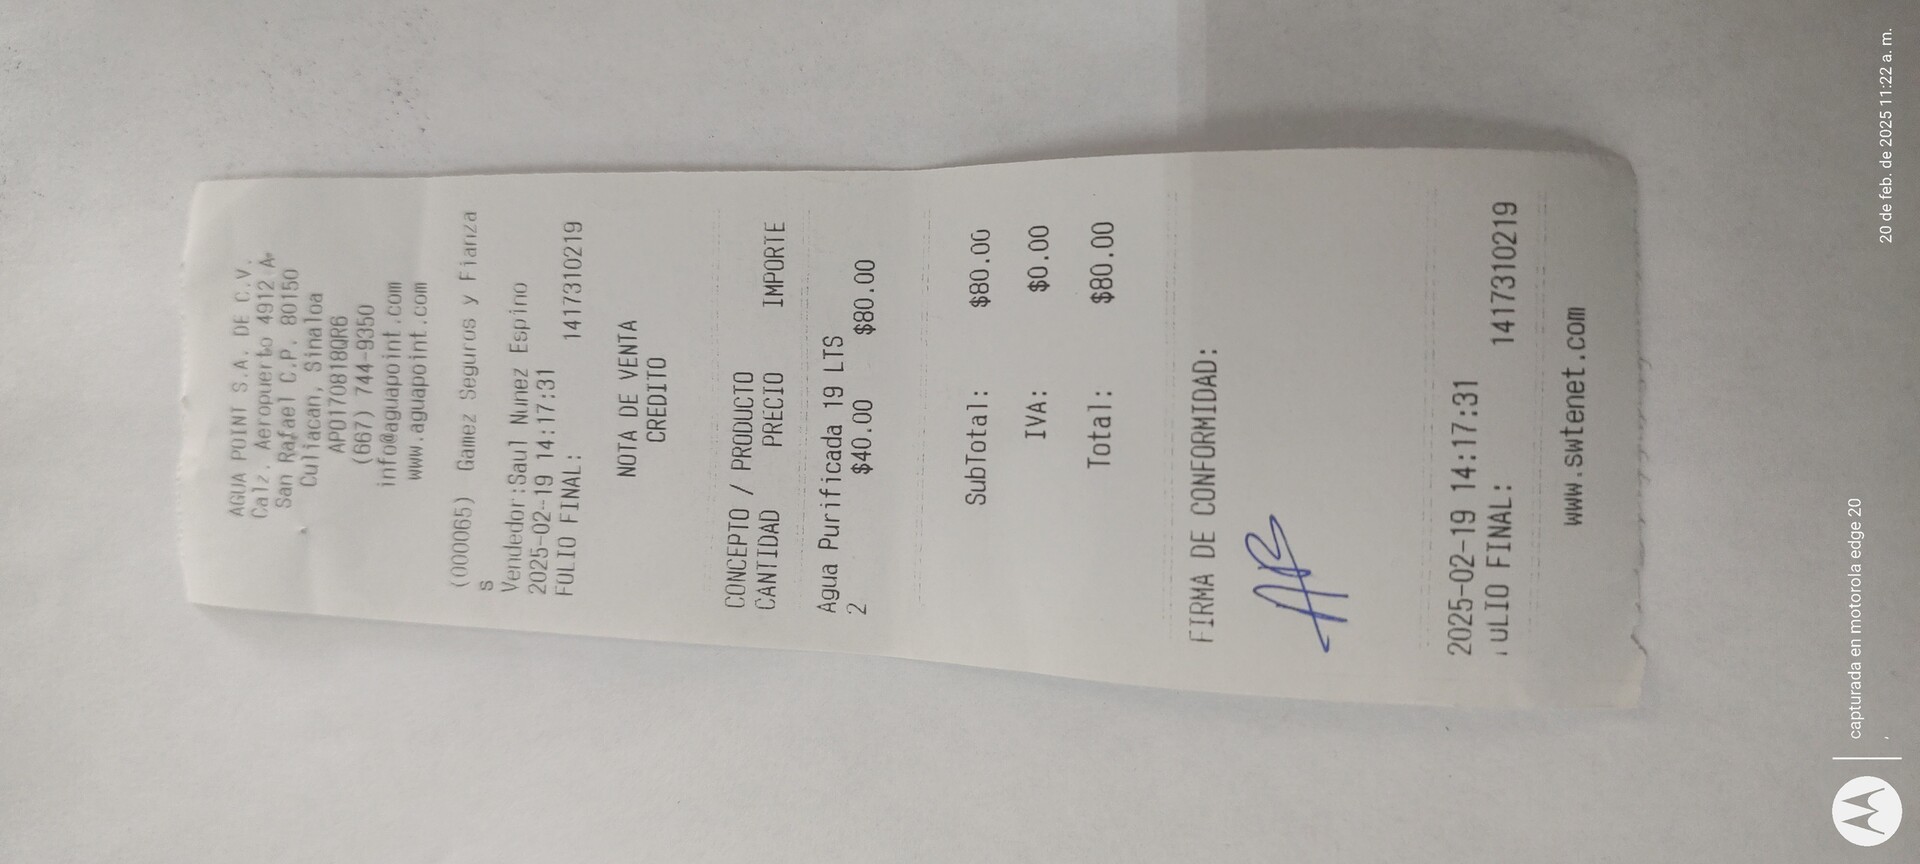 AGUA POINT S.A. DE C.V.
Calz. Aeropuerto 4912 A
San Rafael C.P. 80150
Culiacan, Sinaloa
APO170818QR6
(667) 744-9350
info@aguapoint.com
www.aguapoint.com
(000065) Gamez Seguros y Fianza
s
Vendedor:Saul Nunez Espino
2025-02-19 14:17:31
FOLIO FINAL: 1417310219
NOTA DE VENTA
CREDITO
CONCEPTO / PRODUCTO
CANTIDAD PRECIO IMPORTE
Agua Purificada 19 LTS
2 $40.00 $80.00
SubTotal: $80.00
IVA: $0.00
Total: $80.00
FIRMA DE CONFORMIDAD:
AR
2025-02-19 14:17:31
FOLIO FINAL: 1417310219
www.swtenet.com
capturada en motorola edge 20
20 de feb. de 2025 11:22 a. m.